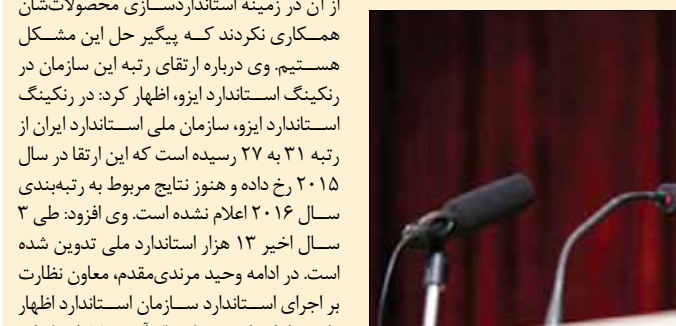 از آن در زمینه استانداردسازی محصولات‌شان
همکاری نکردند که پیگیر حل این مشکل
هستیم. وی درباره ارتقای رتبه این سازمان در
رنکینگ استاندارد ایزو، اظهار کرد: در رنکینگ
استاندارد ایزو، سازمان ملی استاندارد ایران از
رتبه ۳۱ به ۲۷ رسیده است که این ارتقا در سال
۲۰۱۵ رخ داده و هنوز نتایج مربوط به رتبه‌بندی
سال ۲۰۱۶ اعلام نشده است. وی افزود: طی ۳
سال اخیر ۱۳ هزار استاندارد ملی تدوین شده
است. در ادامه وحید مرندی‌مقدم، معاون نظارت
بر اجرای استاندارد سازمان استاندارد اظهار